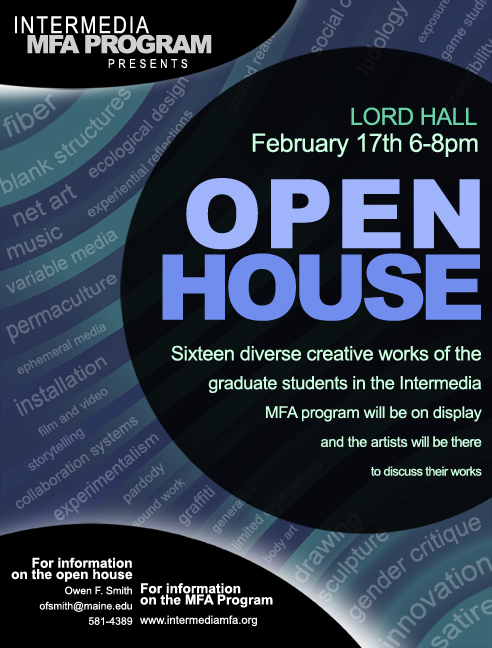 INTERMEDIA
MFA PROGRAM
PRESENTS
LORD HALL
February 17th 6-8pm
OPEN
HOUSE
Sixteen diverse creative works of the
graduate students in the Intermedia
MFA program will be on display
and the artists will be there
to discuss their works
fiber
blank structures
ecological design
net art
experiential reflections
music
variable media
permaculture
ephemeral media
installation
film and video
storytelling
collaboration systems
experimentalism
pardody
sound work
graffiti
body art
drawing
sculpture
gender critique
innovation
satire
social
ludology
exposure
game studies
For information
on the open house
Owen F. Smith
ofsmith@maine.edu
581-4389
For information
on the MFA Program
www.intermediamfa.org